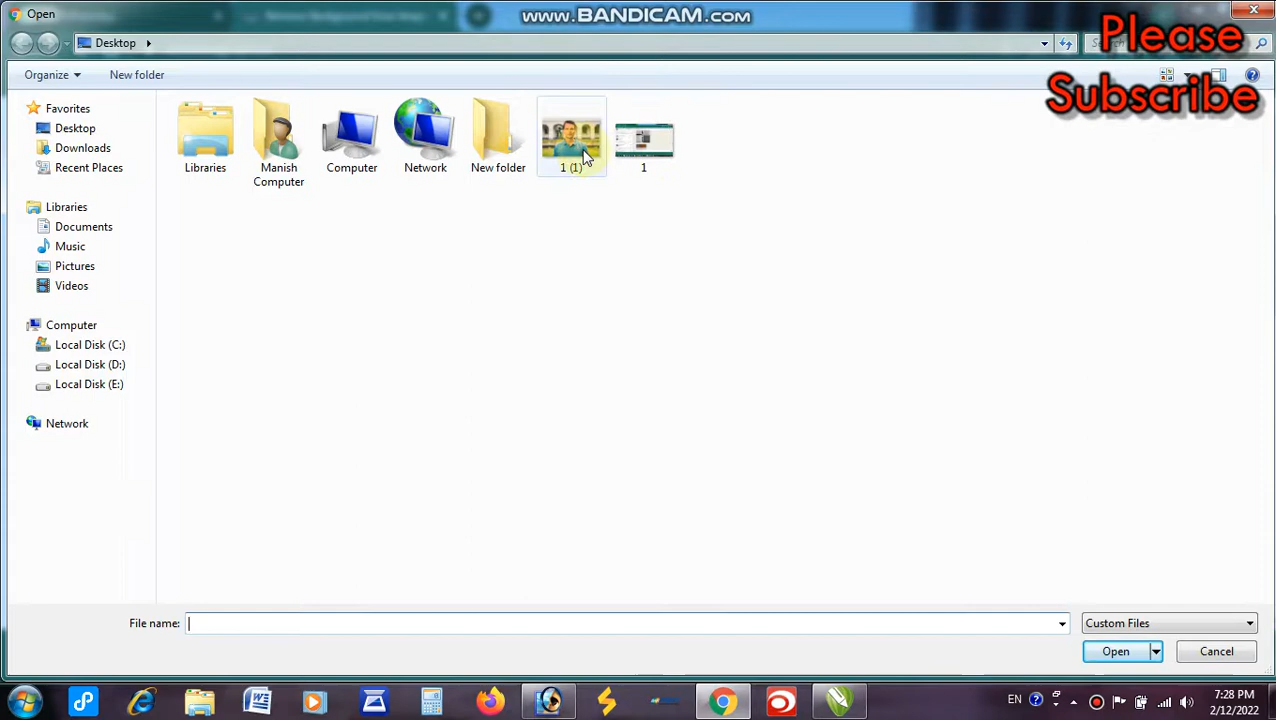 Open
www.BANDICAM.com
Please
Subscribe
Desktop
Organize
New folder
Favorites
Desktop
Downloads
Recent Places
Libraries
Documents
Music
Pictures
Videos
Computer
Local Disk (C:)
Local Disk (D:)
Local Disk (E:)
Network
Libraries
Manish
Computer
Computer
Network
New folder
1 (1)
1
File name:
Custom Files
Open
Cancel
EN
7:28 PM
2/12/2022